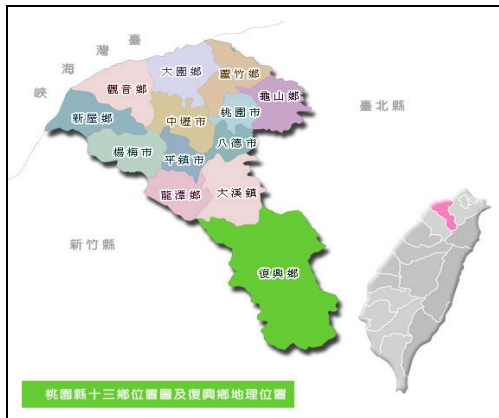 臺灣海峽
大園鄉
蘆竹鄉
觀音鄉
龜山鄉
桃園市
臺北縣
新屋鄉
中壢市
八德市
楊梅市
平鎮市
龍潭鄉
大溪鎮
新竹縣
復興鄉
桃園縣十三鄉位置圖及復興鄉地理位置